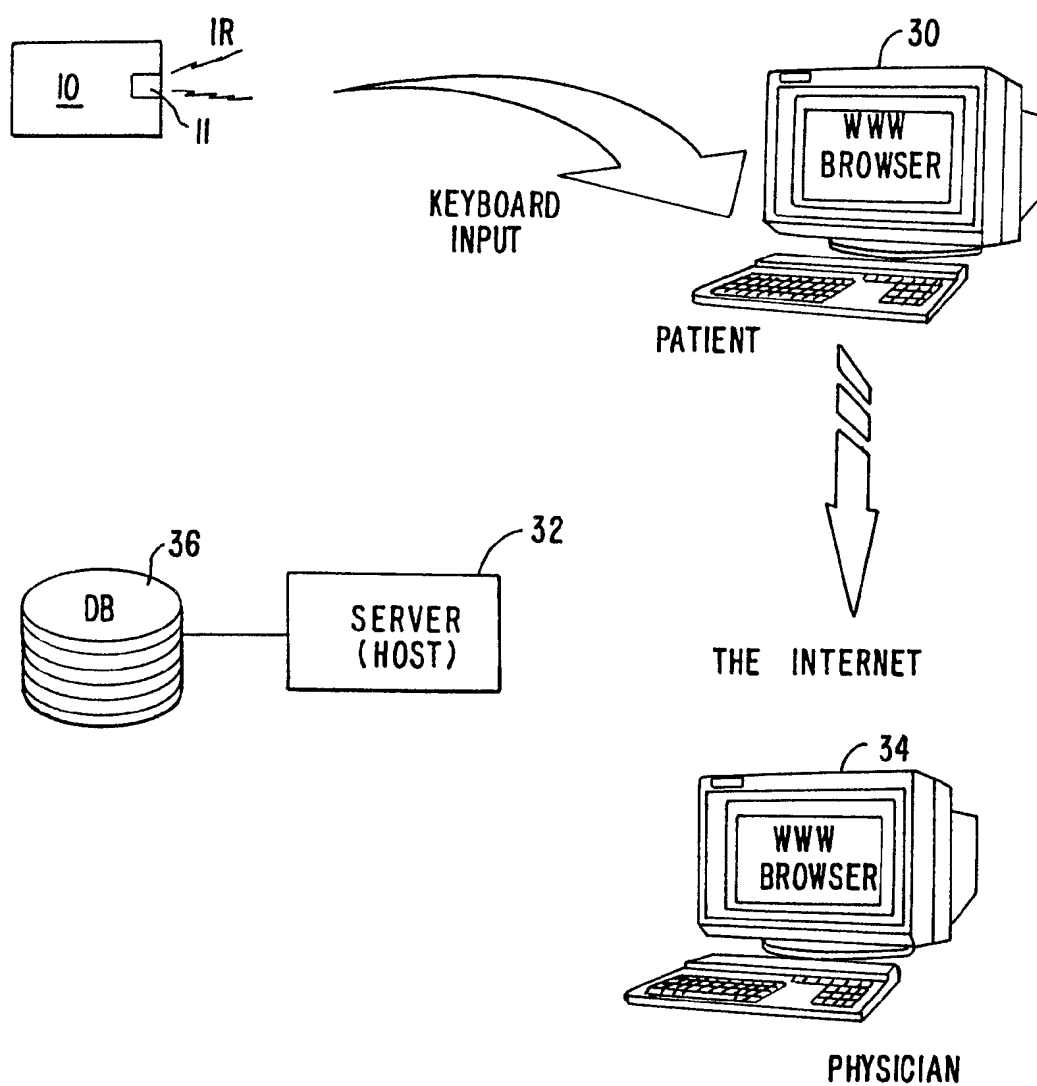 IR
10
11
30
WWW
BROWSER
KEYBOARD
INPUT
PATIENT
36
DB
32
SERVER
(HOST)
THE INTERNET
34
WWW
BROWSER
PHYSICIAN